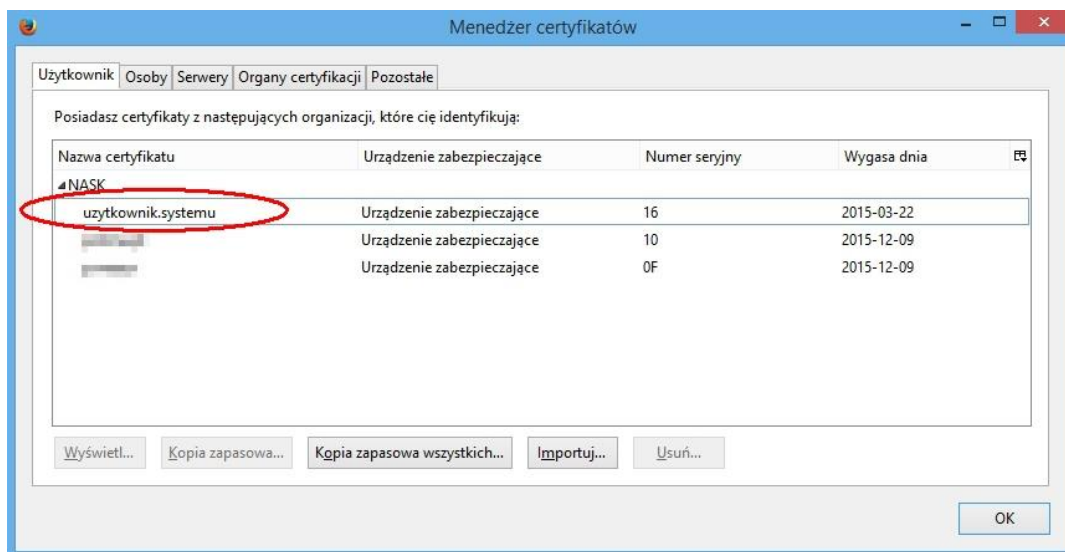 Menedżer certyfikatów
Użytkownik Osoby Serwery Organy certyfikacji Pozostałe
Posiadasz certyfikaty z następujących organizacji, które cię identyfikują:
Nazwa certyfikatu Urządzenie zabezpieczające Numer seryjny Wygasa dnia
NASK
uzytkownik.systemu Urządzenie zabezpieczające 16 2015-03-22
Urządzenie zabezpieczające 10 2015-12-09
Urządzenie zabezpieczające 0F 2015-12-09
Wyświetl... Kopia zapasowa... Kopia zapasowa wszystkich... Importuj... Usuń...
OK